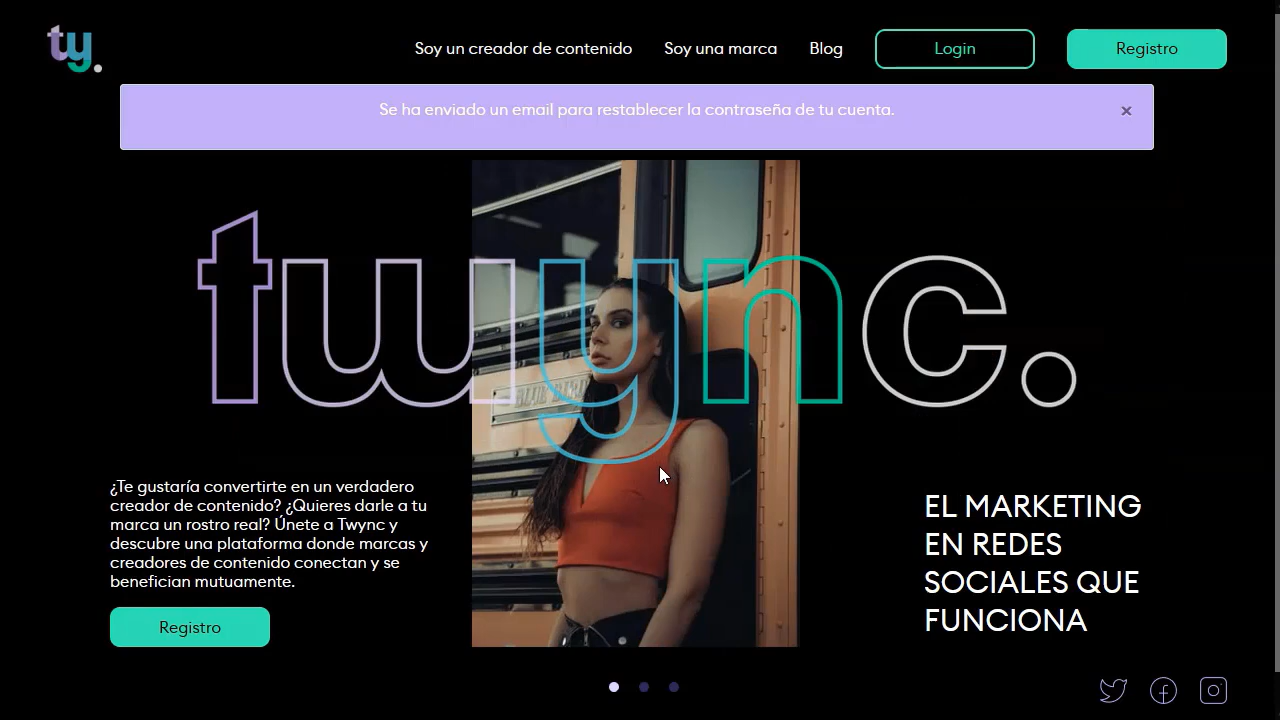 ty.
Soy un creador de contenido
Soy una marca
Blog
Login
Registro
Se ha enviado un email para restablecer la contraseña de tu cuenta.
×
twync.
¿Te gustaría convertirte en un verdadero
creador de contenido? ¿Quieres darle a tu
marca un rostro real? Únete a Twync y
descubre una plataforma donde marcas y
creadores de contenido conectan y se
benefician mutuamente.
Registro
EL MARKETING
EN REDES
SOCIALES QUE
FUNCIONA